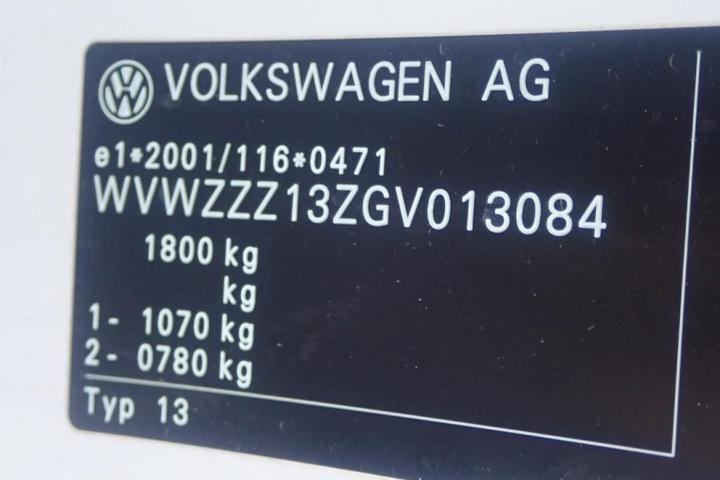 VOLKSWAGEN AG
e1*2001/116*0471
WVWZZZ13ZGV013084
1800 kg
kg
1- 1070 kg
2- 0780 kg
Typ 13